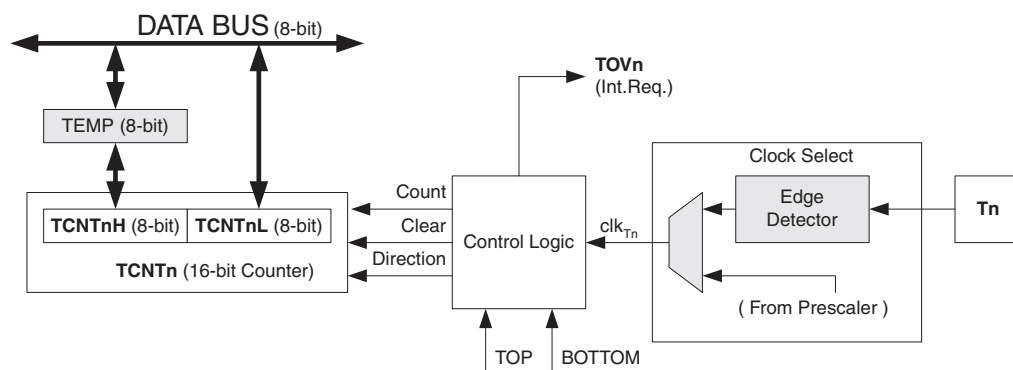 DATA BUS (8-bit)
TOVn
(Int.Req.)
TEMP (8-bit)
Clock Select
Count
Edge
Detector
Tn
TCNTnH (8-bit) TCNTnL (8-bit)
Clear
Control Logic
clkTn
TCNTn (16-bit Counter)
Direction
( From Prescaler )
TOP
BOTTOM